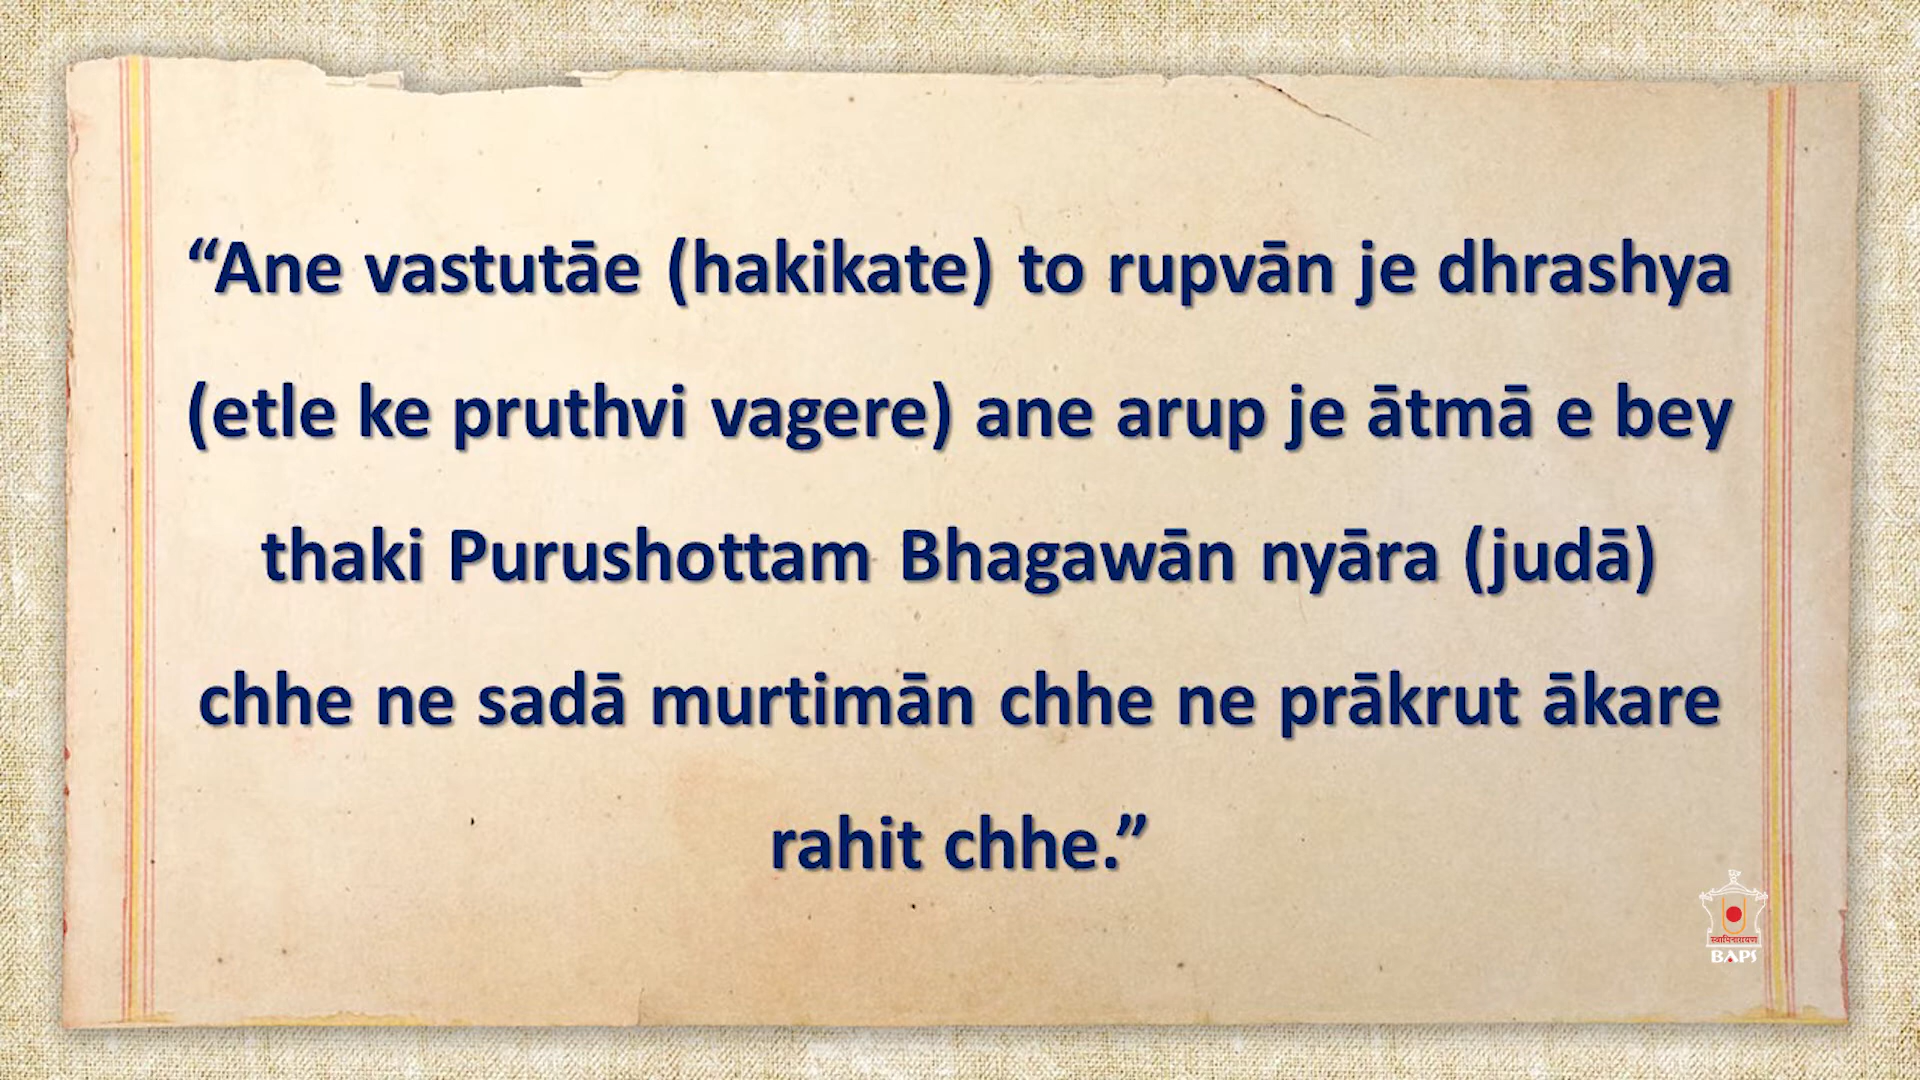 “Ane vastutāe (hakikate) to rupvān je dhrashya
(etle ke pruthvi vagere) ane arup je ātmā e bey
thaki Purushottam Bhagawān nyāra (judā)
chhe ne sadā murtimān chhe ne prākrut ākare
rahit chhe.”
स्वामिनारायण
BAPS